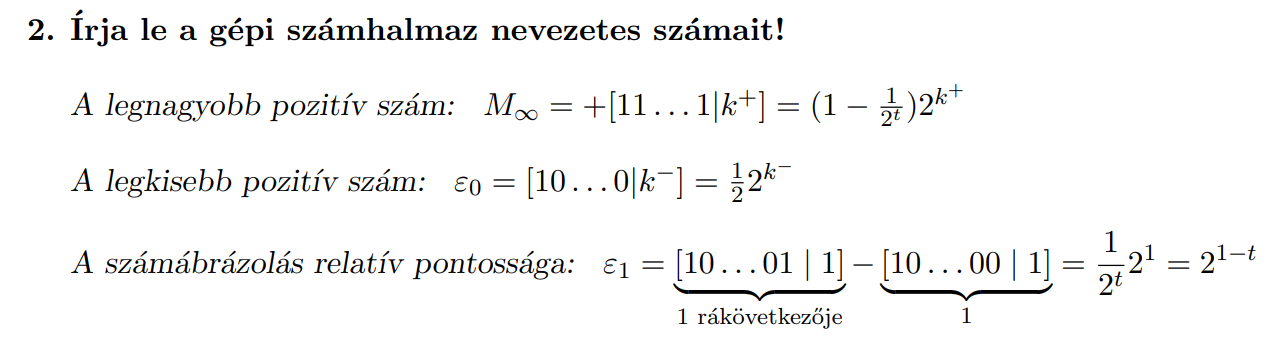 2. Írja le a gépi számhalmaz nevezetes számait!
A legnagyobb pozitív szám: M∞ = +[11…1|k⁺] = (1 − 1/2ᵗ)2^{k⁺}
A legkisebb pozitív szám: ε₀ = [10…0|k⁻] = ½2^{k⁻}
A számábrázolás relatív pontossága: ε₁ = [10…01 | 1] − [10…00 | 1] = 1/2ᵗ 2¹ = 2^{1−t}
1 rákövetkezője 1